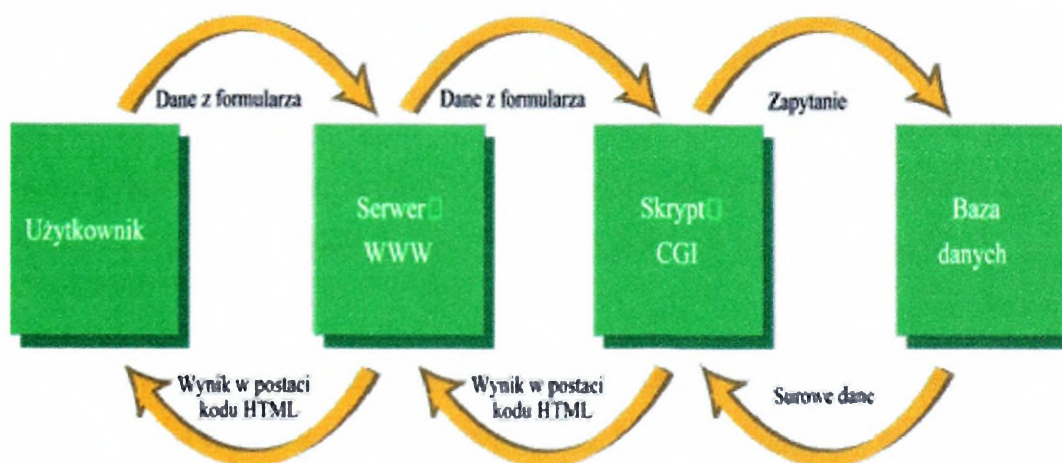 Dane z formularza
Dane z formularza
Zapytanie
Użytkownik
Serwer
WWW
Skrypt
CGI
Baza
danych
Wynik w postaci
kodu HTML
Wynik w postaci
kodu HTML
Surowe dane